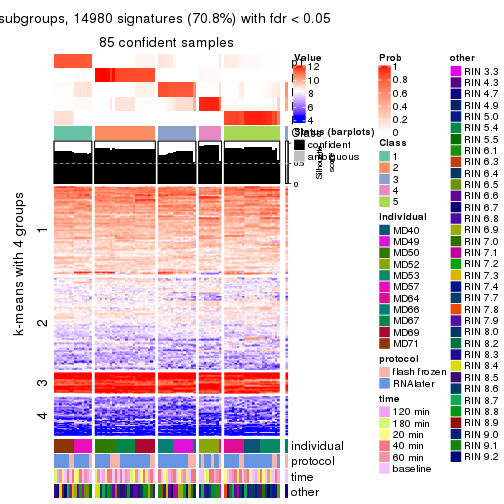 subgroups, 14980 signatures (70.8%) with fdr < 0.05
85 confident samples
k-means with 4 groups
1
2
3
4
individual
protocol
time
other
Value
12
10
8
6
4
Status (barplots)
confident
ambiguous
0.5
0
Prob
1
0.8
0.6
0.4
0.2
0
Class
1
2
3
4
5
individual
MD40
MD49
MD50
MD52
MD53
MD57
MD64
MD66
MD67
MD69
MD71
protocol
flash frozen
RNAlater
time
120 min
180 min
20 min
40 min
60 min
baseline
other
RIN 3.3
RIN 4.3
RIN 4.7
RIN 4.9
RIN 5.0
RIN 5.4
RIN 5.5
RIN 6.1
RIN 6.3
RIN 6.4
RIN 6.5
RIN 6.6
RIN 6.7
RIN 6.8
RIN 6.9
RIN 7.0
RIN 7.1
RIN 7.2
RIN 7.3
RIN 7.4
RIN 7.7
RIN 7.8
RIN 7.9
RIN 8.0
RIN 8.2
RIN 8.3
RIN 8.4
RIN 8.5
RIN 8.6
RIN 8.7
RIN 8.8
RIN 8.9
RIN 9.0
RIN 9.1
RIN 9.2